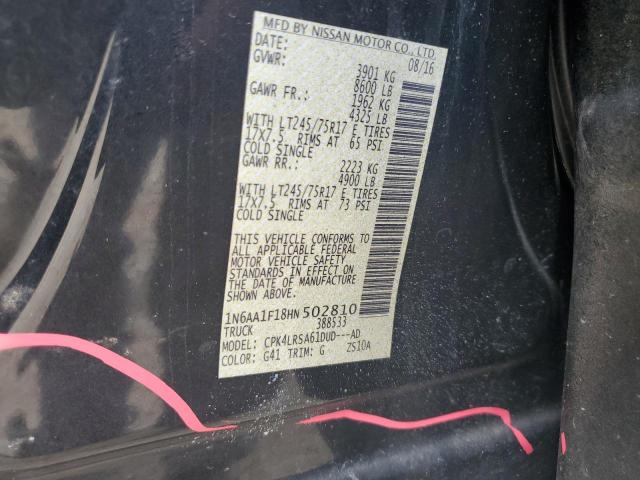 MFD BY NISSAN MOTOR CO., LTD.
DATE: 08/16
GVWR: 3901 KG
8600 LB
GAWR FR.: 1962 KG
4325 LB
WITH LT245/75R17 E TIRES
17X7.5 RIMS AT 65 PSI
COLD SINGLE
GAWR RR.: 2223 KG
4900 LB
WITH LT245/75R17 E TIRES
17X7.5 RIMS AT 73 PSI
COLD SINGLE
THIS VEHICLE CONFORMS TO
ALL APPLICABLE FEDERAL
MOTOR VEHICLE SAFETY
STANDARDS IN EFFECT ON
THE DATE OF MANUFACTURE
SHOWN ABOVE.
1N6AA1F18HN502810
TRUCK 388533
MODEL: CPK4LRSA61DUD---AD
COLOR: G41 TRIM: G ZS10A